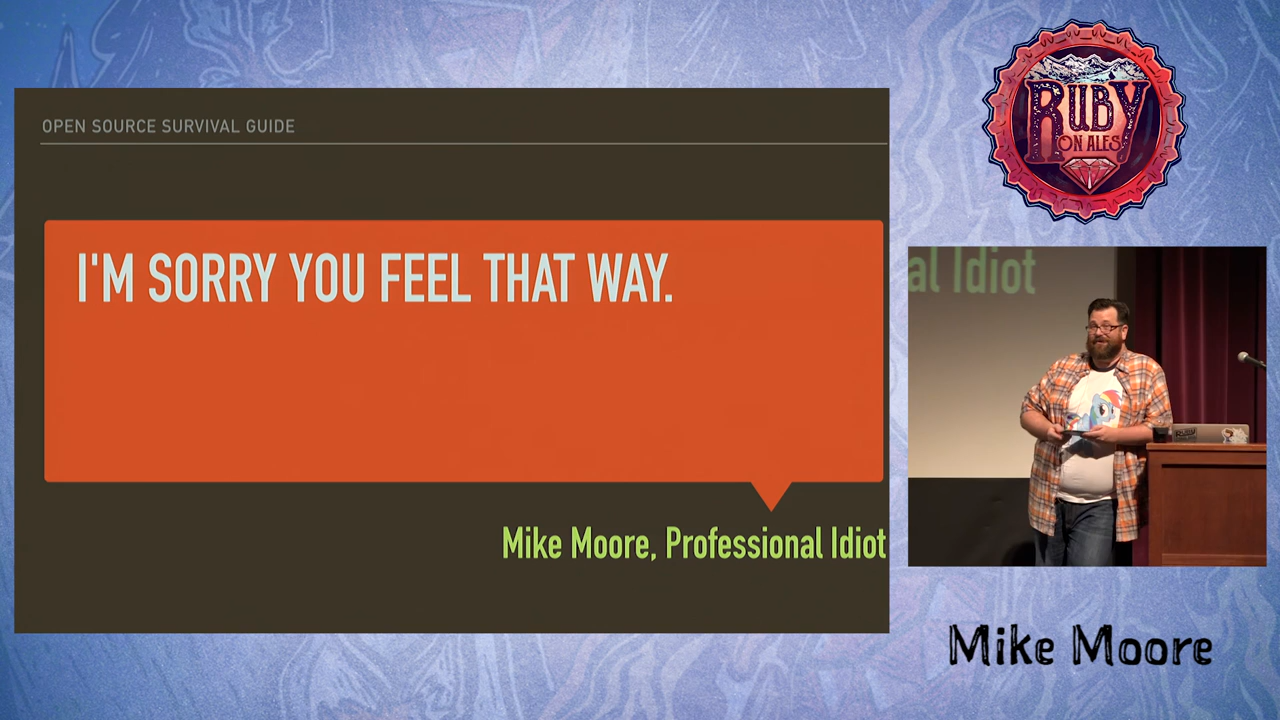 OPEN SOURCE SURVIVAL GUIDE
I'M SORRY YOU FEEL THAT WAY.
Mike Moore, Professional Idiot
RUBY
ON ALES
al Idiot
Mike Moore